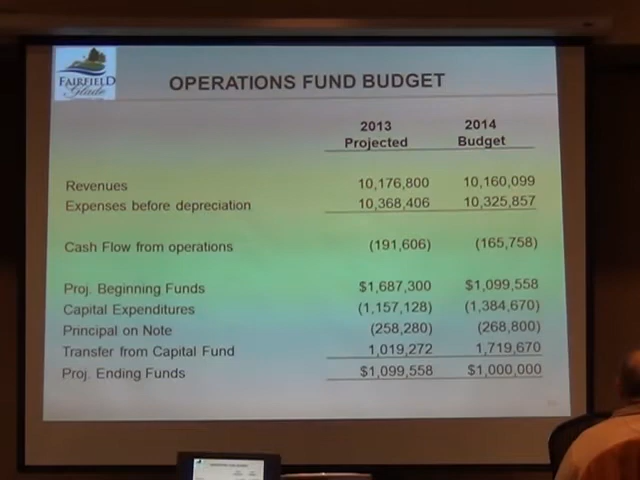 FAIRFIELD
Glade
OPERATIONS FUND BUDGET
2013 2014
Projected Budget
Revenues 10,176,800 10,160,099
Expenses before depreciation 10,368,406 10,325,857
Cash Flow from operations (191,606) (165,758)
Proj. Beginning Funds $1,687,300 $1,099,558
Capital Expenditures (1,157,128) (1,384,670)
Principal on Note (258,280) (268,800)
Transfer from Capital Fund 1,019,272 1,719,670
Proj. Ending Funds $1,099,558 $1,000,000